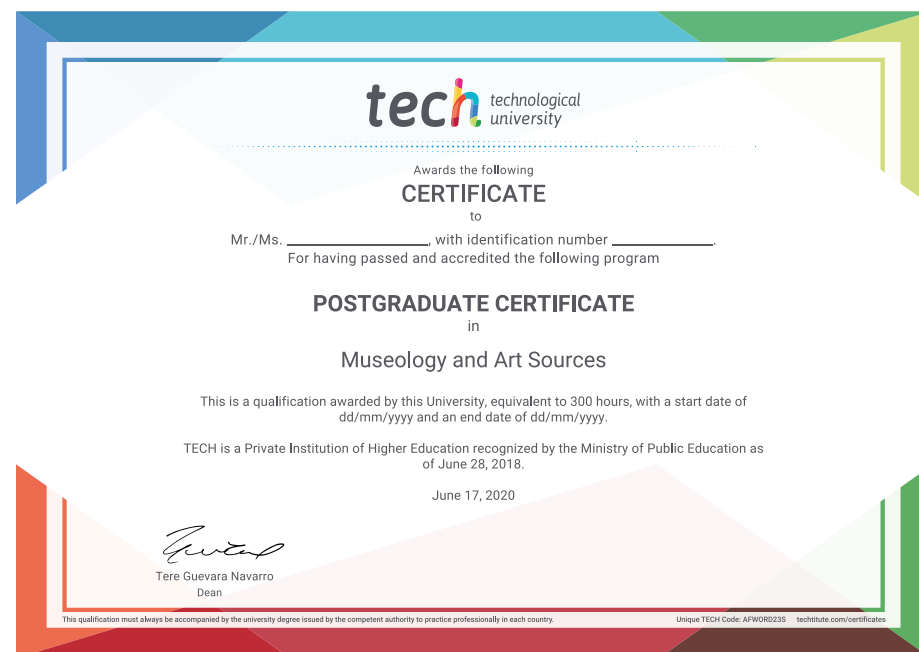 tech technological
university
Awards the following
CERTIFICATE
to
Mr./Ms. ____________________, with identification number ______________.
For having passed and accredited the following program
POSTGRADUATE CERTIFICATE
in
Museology and Art Sources
This is a qualification awarded by this University, equivalent to 300 hours, with a start date of
dd/mm/yyyy and an end date of dd/mm/yyyy.
TECH is a Private Institution of Higher Education recognized by the Ministry of Public Education as
of June 28, 2018.
June 17, 2020
Tere Guevara Navarro
Dean
This qualification must always be accompanied by the university degree issued by the competent authority to practice professionally in each country. Unique TECH Code: AFWORD23S techtitute.com/certificates